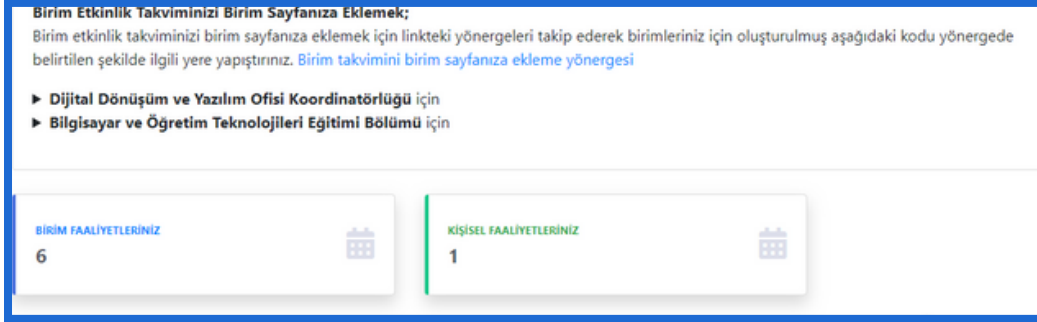 Birim Etkinlik Takviminizi Birim Sayfanıza Eklemek;
Birim etkinlik takviminizi birim sayfanıza eklemek için linkteki yönergeleri takip ederek birimleriniz için oluşturulmuş aşağıdaki kodu yönergede
belirtilen şekilde ilgili yere yapıştırınız. Birim takvimini birim sayfanıza ekleme yönergesi
▶ Dijital Dönüşüm ve Yazılım Ofisi Koordinatörlüğü için
▶ Bilgisayar ve Öğretim Teknolojileri Eğitimi Bölümü için
BİRİM FAALİYETLERİNİZ
6
KİŞİSEL FAALİYETLERİNİZ
1